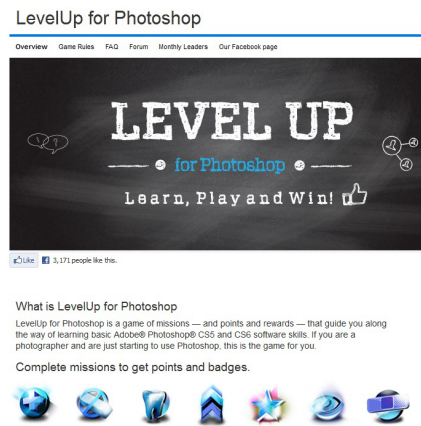 LevelUp for Photoshop
Overview Game Rules FAQ Forum Monthly Leaders Our Facebook page
LEVEL UP
for Photoshop
Learn, Play and Win!
Like 3,171 people like this.
What is LevelUp for Photoshop
LevelUp for Photoshop is a game of missions — and points and rewards — that guide you along
the way of learning basic Adobe® Photoshop® CS5 and CS6 software skills. If you are a
photographer and are just starting to use Photoshop, this is the game for you.
Complete missions to get points and badges.